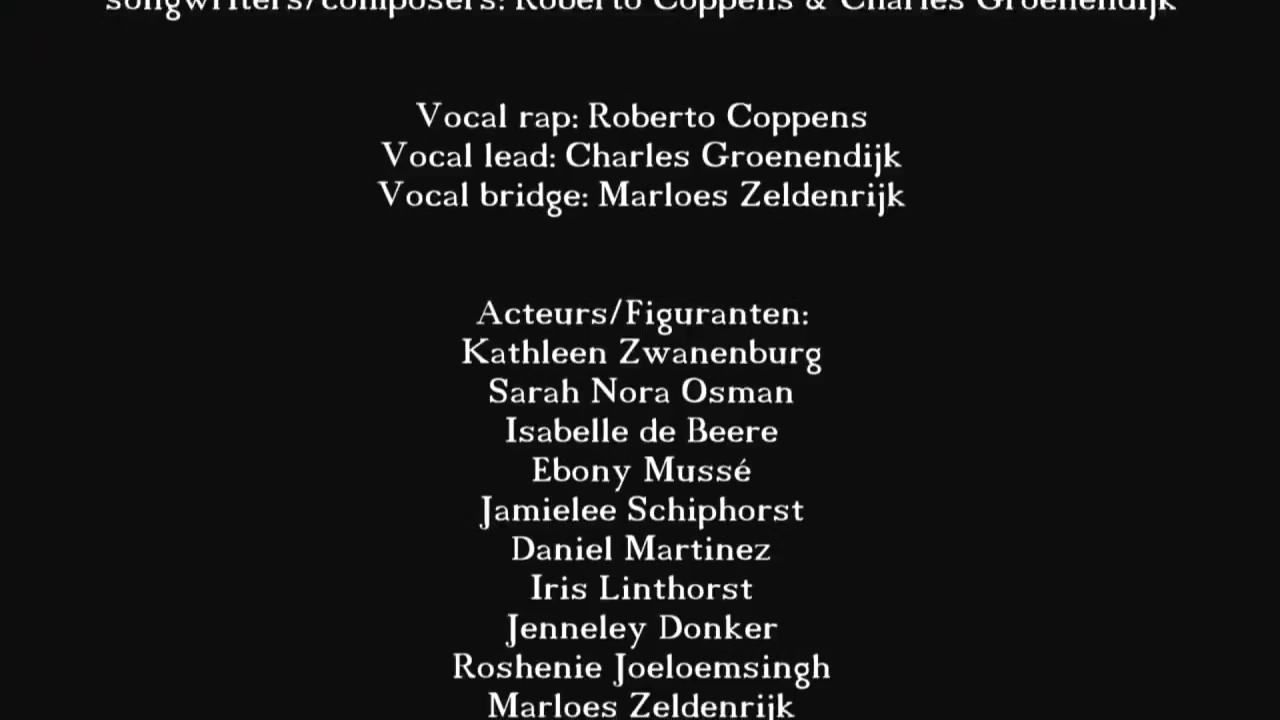 songwriters/composers: Roberto Coppens & Charles Groenendijk
Vocal rap: Roberto Coppens
Vocal lead: Charles Groenendijk
Vocal bridge: Marloes Zeldenrijk
Acteurs/Figuranten:
Kathleen Zwanenburg
Sarah Nora Osman
Isabelle de Beere
Ebony Mussé
Jamielee Schiphorst
Daniel Martinez
Iris Linthorst
Jenneley Donker
Roshenie Joeloemsingh
Marloes Zeldenrijk